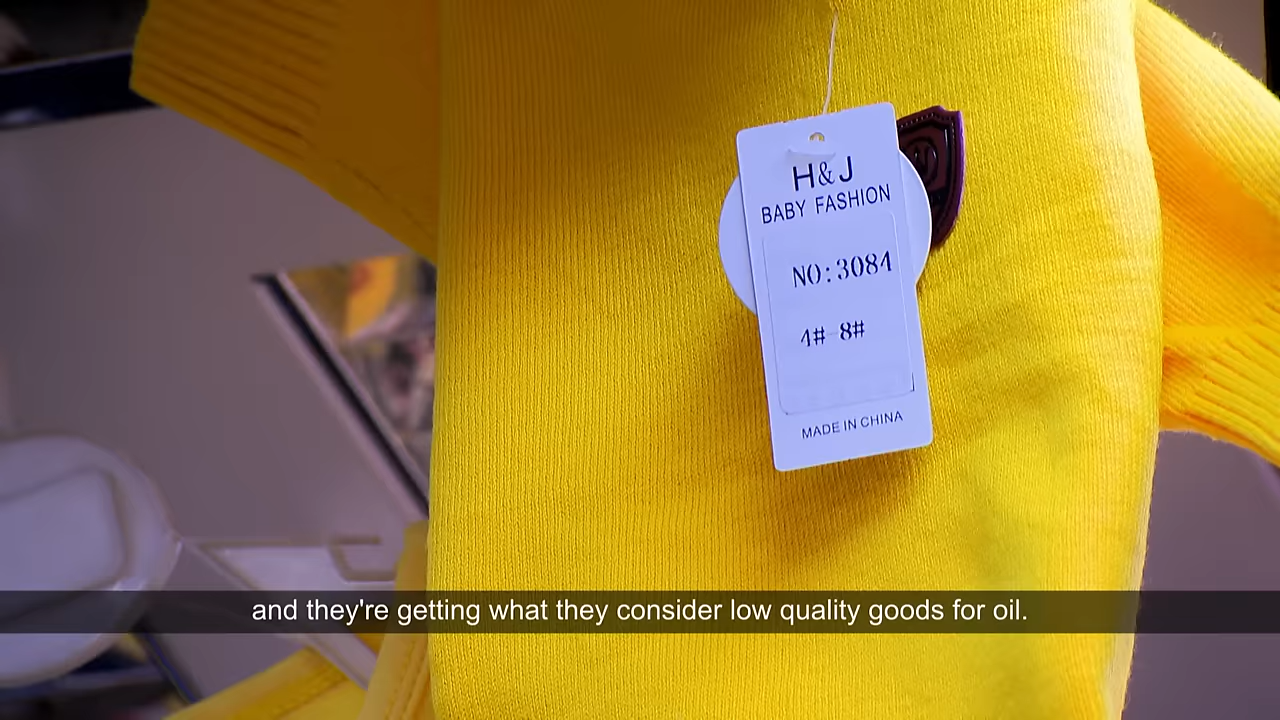 H&J
BABY FASHION
NO:3084
4#-8#
MADE IN CHINA
and they're getting what they consider low quality goods for oil.